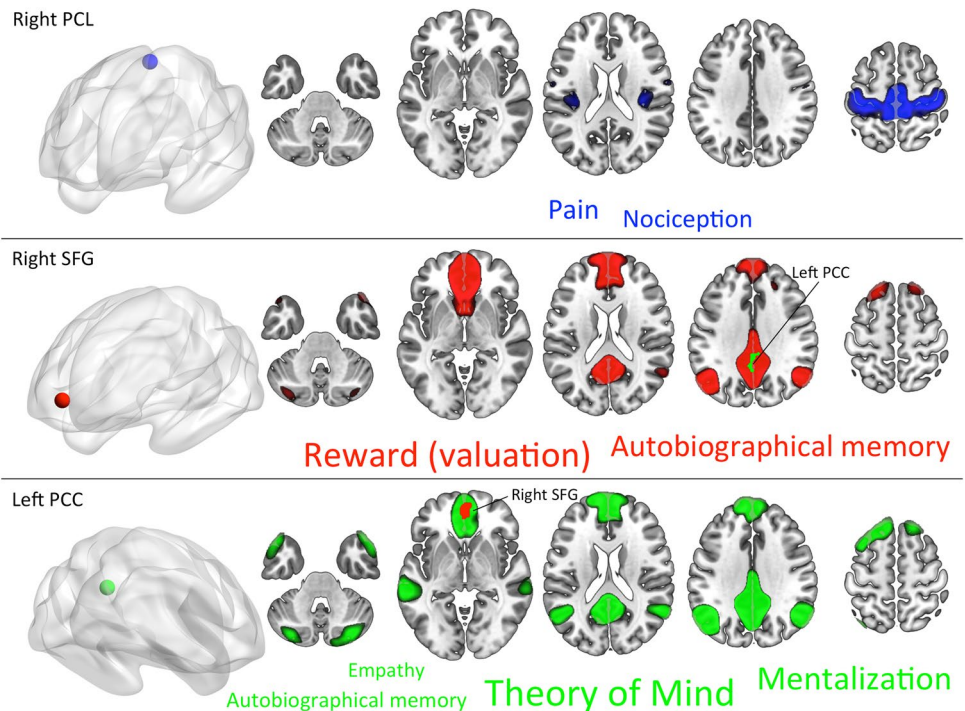 Right PCL
Pain
Nociception
Right SFG
Left PCC
Reward (valuation)
Autobiographical memory
Left PCC
Right SFG
Empathy
Autobiographical memory
Theory of Mind
Mentalization